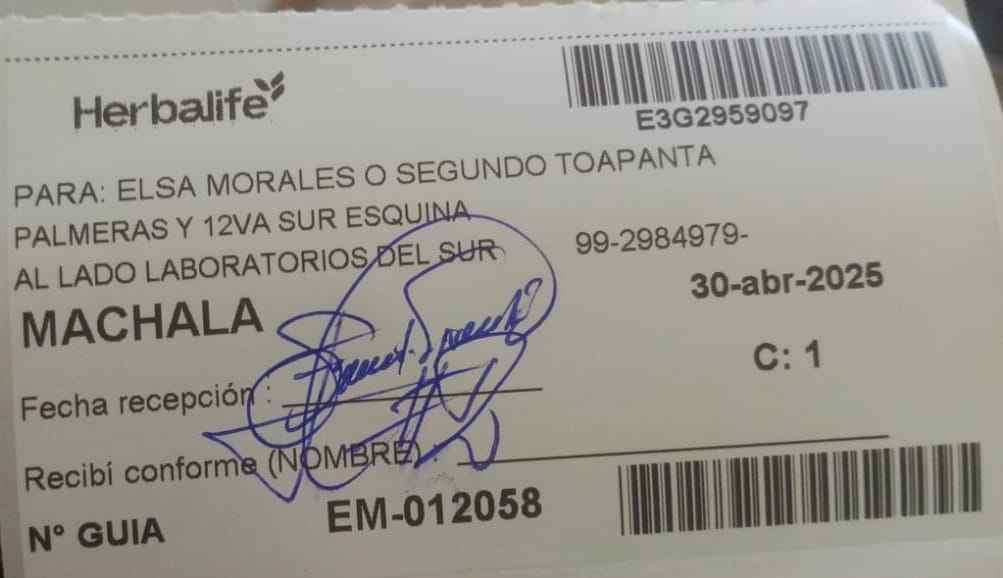 Herbalife
E3G2959097
PARA: ELSA MORALES O SEGUNDO TOAPANTA
PALMERAS Y 12VA SUR ESQUINA
AL LADO LABORATORIOS DEL SUR 99-2984979-
MACHALA 30-abr-2025
C: 1
Fecha recepción :
Recibí conforme (NOMBRE) :
N° GUIA EM-012058